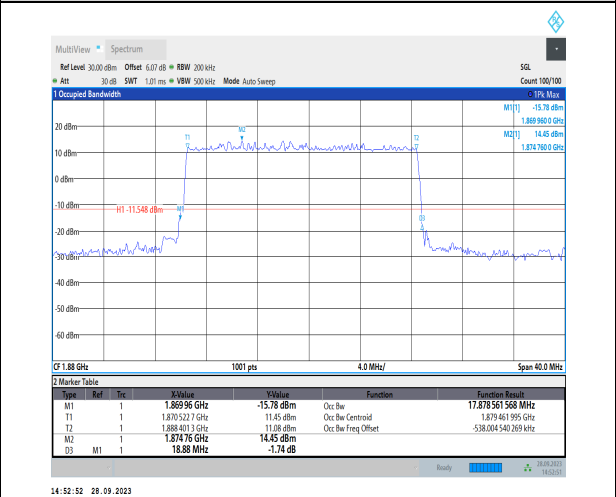 MultiView Spectrum
Ref Level 30.00 dBm Offset 6.07 dB RBW 200 kHz SGL
Att 30 dB SWT 1.01 ms VBW 500 kHz Mode Auto Sweep Count 100/100
1 Occupied Bandwidth 1Pk Max
M1[1] -15.78 dBm
1.869 960 0 GHz
M2[1] 14.45 dBm
1.874 760 0 GHz
20 dBm
T1 M2 T2
10 dBm
0 dBm
-10 dBm
H1 -11.548 dBm M1
D3
-20 dBm
-30 dBm
-40 dBm
-50 dBm
-60 dBm
CF 1.88 GHz 1001 pts 4.0 MHz/ Span 40.0 MHz
2 Marker Table
Type Ref Trc X-Value Y-Value Function Function Result
M1 1 1.869 96 GHz -15.78 dBm Occ Bw 17.878 561 568 MHz
T1 1 1.870 522 7 GHz 11.45 dBm Occ Bw Centroid 1.879 461 995 GHz
T2 1 1.888 401 3 GHz 11.08 dBm Occ Bw Freq Offset -538.004 540 269 kHz
M2 1 1.874 76 GHz 14.45 dBm
D3 M1 1 18.88 MHz -1.74 dB
Ready 28.09.2023
14:52:51
14:52:52 28.09.2023